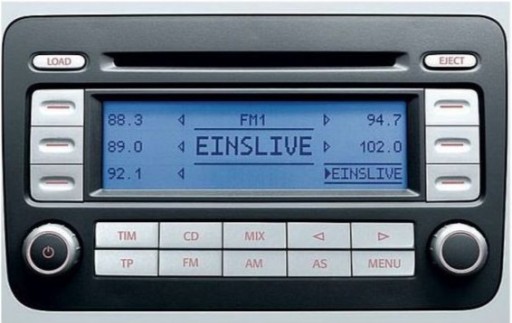 LOAD EJECT
88.3 FM1 94.7
89.0 EINSLIVE 102.0
92.1 EINSLIVE
TIM CD MIX
TP FM AM AS MENU